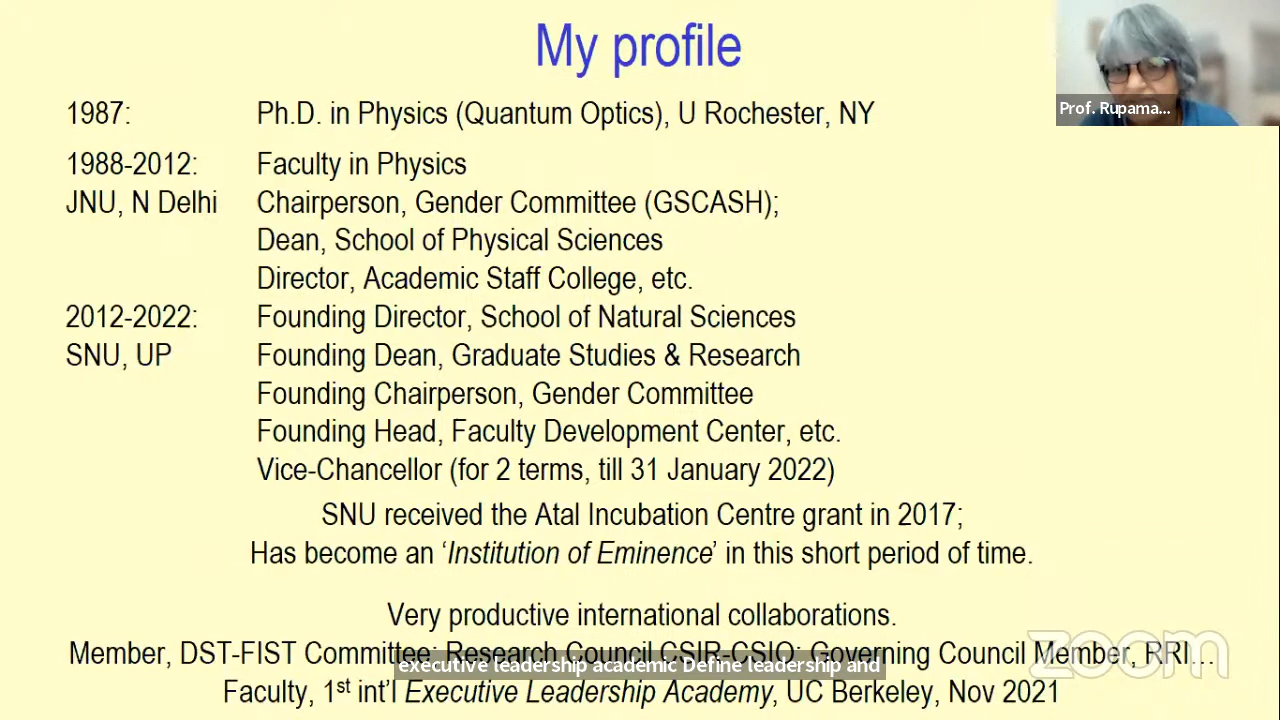 My profile
Prof. Rupama...
1987: Ph.D. in Physics (Quantum Optics), U Rochester, NY
1988-2012: Faculty in Physics
JNU, N Delhi Chairperson, Gender Committee (GSCASH);
Dean, School of Physical Sciences
Director, Academic Staff College, etc.
2012-2022: Founding Director, School of Natural Sciences
SNU, UP Founding Dean, Graduate Studies & Research
Founding Chairperson, Gender Committee
Founding Head, Faculty Development Center, etc.
Vice-Chancellor (for 2 terms, till 31 January 2022)
SNU received the Atal Incubation Centre grant in 2017;
Has become an ‘Institution of Eminence’ in this short period of time.
Very productive international collaborations.
Member, DST-FIST Committee; Research Council CSIR-CSIO; Governing Council Member, RRI...
zoom
executive leadership academic Define leadership and
Faculty, 1st int’l Executive Leadership Academy, UC Berkeley, Nov 2021